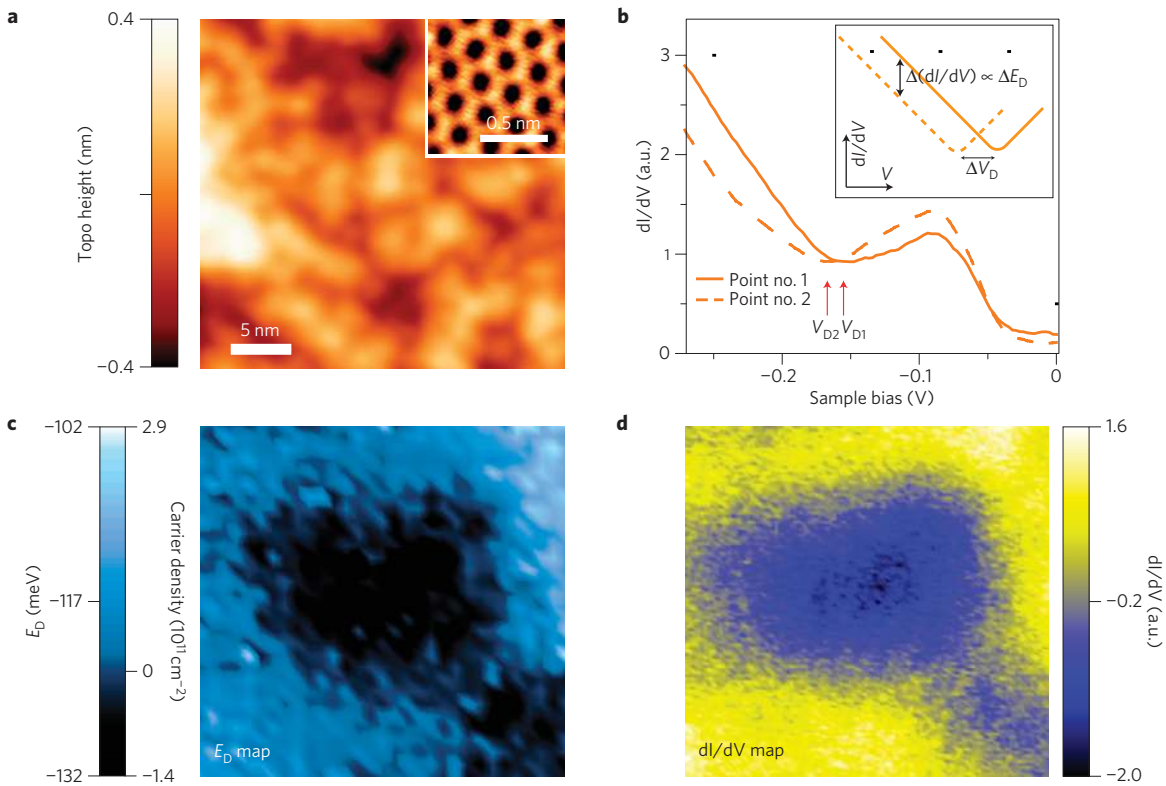 a
0.4
Topo height (nm)
−0.4
0.5 nm
5 nm
b
3
2
1
0
dI/dV (a.u.)
Δ(dI/dV) ∝ ΔE_D
dI/dV
V
ΔV_D
Point no. 1
Point no. 2
V_D2 V_D1
−0.2
−0.1
0
Sample bias (V)
c
−102
2.9
E_D (meV)
−117
Carrier density (10¹¹ cm⁻²)
0
−132
−1.4
E_D map
d
1.6
dI/dV (a.u.)
−0.2
−2.0
dI/dV map